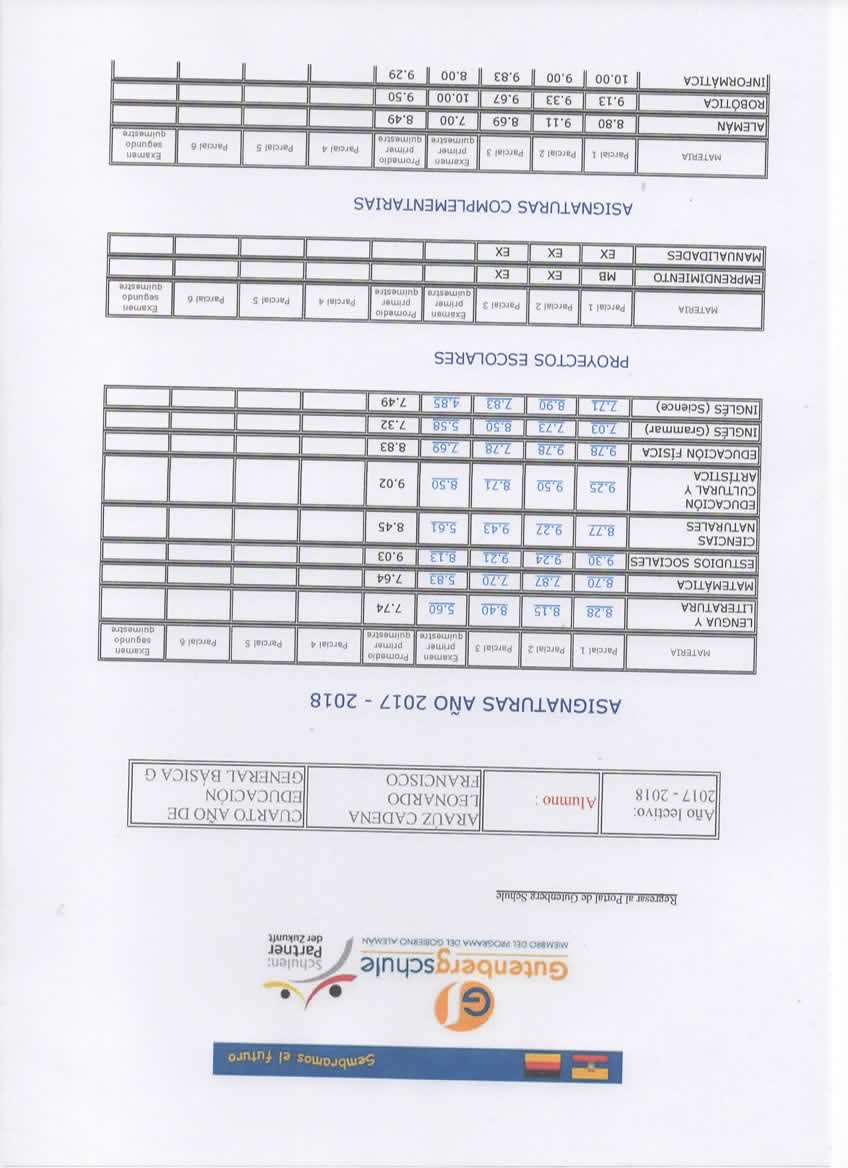 Sembramos el futuro
Gutenbergschule
MIEMBRO DEL PROGRAMA DEL GOBIERNO ALEMÁN
Schulen:
Partner
der Zukunft
Regresar al Portal de Gutenberg Schule
Año lectivo: 2017 - 2018 Alumno : ARAÚZ CADENA LEONARDO FRANCISCO CUARTO AÑO DE EDUCACIÓN GENERAL BÁSICA G
ASIGNATURAS AÑO 2017 - 2018
MATERIA Parcial 1 Parcial 2 Parcial 3 Examen primer quimestre Promedio primer quimestre Parcial 4 Parcial 5 Parcial 6 Examen segundo quimestre
LENGUA Y LITERATURA 8.28 8.15 8.40 5.60 7.74
MATEMÁTICA 8.70 7.87 7.70 5.83 7.64
ESTUDIOS SOCIALES 9.30 9.24 9.21 8.13 9.03
CIENCIAS NATURALES 8.77 9.27 9.43 5.61 8.45
EDUCACIÓN CULTURAL Y ARTÍSTICA 9.25 9.50 8.71 8.50 9.02
EDUCACIÓN FÍSICA 9.78 9.78 7.78 7.69 8.83
INGLÉS (Grammar) 7.03 7.73 8.50 5.58 7.32
INGLÉS (Science) 7.71 8.90 7.83 4.85 7.49
PROYECTOS ESCOLARES
MATERIA Parcial 1 Parcial 2 Parcial 3 Examen primer quimestre Promedio primer quimestre Parcial 4 Parcial 5 Parcial 6 Examen segundo quimestre
EMPRENDIMIENTO MB EX EX
MANUALIDADES EX EX EX
ASIGNATURAS COMPLEMENTARIAS
MATERIA Parcial 1 Parcial 2 Parcial 3 Examen primer quimestre Promedio primer quimestre Parcial 4 Parcial 5 Parcial 6 Examen segundo quimestre
ALEMÁN 8.80 9.11 8.69 7.00 8.49
ROBÓTICA 9.13 9.33 9.67 10.00 9.50
INFORMÁTICA 10.00 9.00 9.83 8.00 9.29